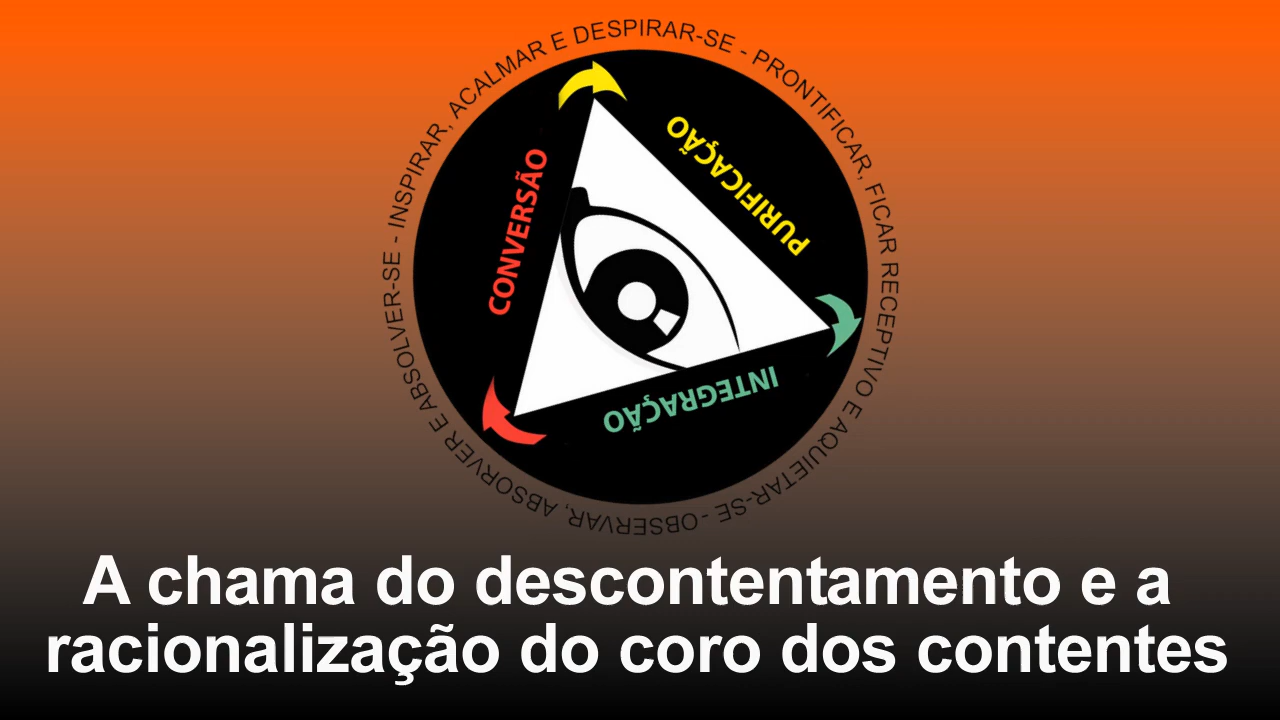 INSPIRAR, ACALMAR E DESPIRAR-SE - PRONTIFICAR, FICAR RECEPTIVO E AQUIETAR-SE - OBSERVAR, ABSORVER E ABSOLVER-SE -
CONVERSÃO
PURIFICAÇÃO
INTEGRAÇÃO
A chama do descontentamento e a
racionalização do coro dos contentes